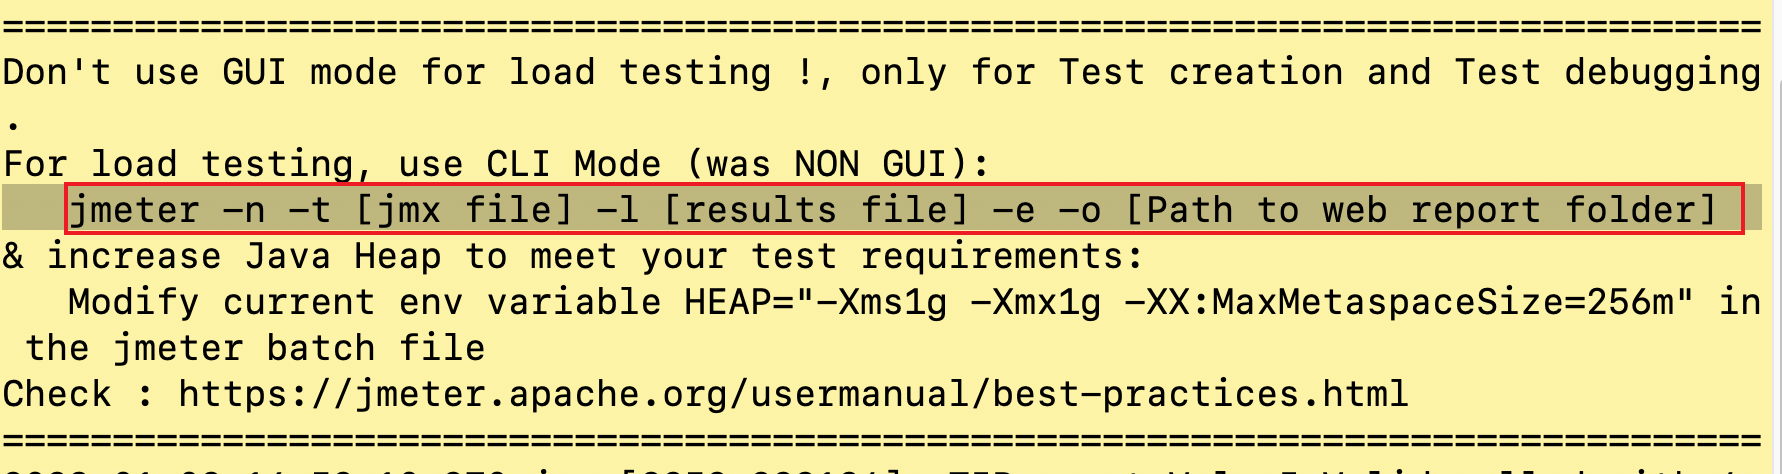 ================================================================================
Don't use GUI mode for load testing !, only for Test creation and Test debugging
.
For load testing, use CLI Mode (was NON GUI):
   jmeter -n -t [jmx file] -l [results file] -e -o [Path to web report folder]
& increase Java Heap to meet your test requirements:
   Modify current env variable HEAP="-Xms1g -Xmx1g -XX:MaxMetaspaceSize=256m" in
 the jmeter batch file
Check : https://jmeter.apache.org/usermanual/best-practices.html
================================================================================